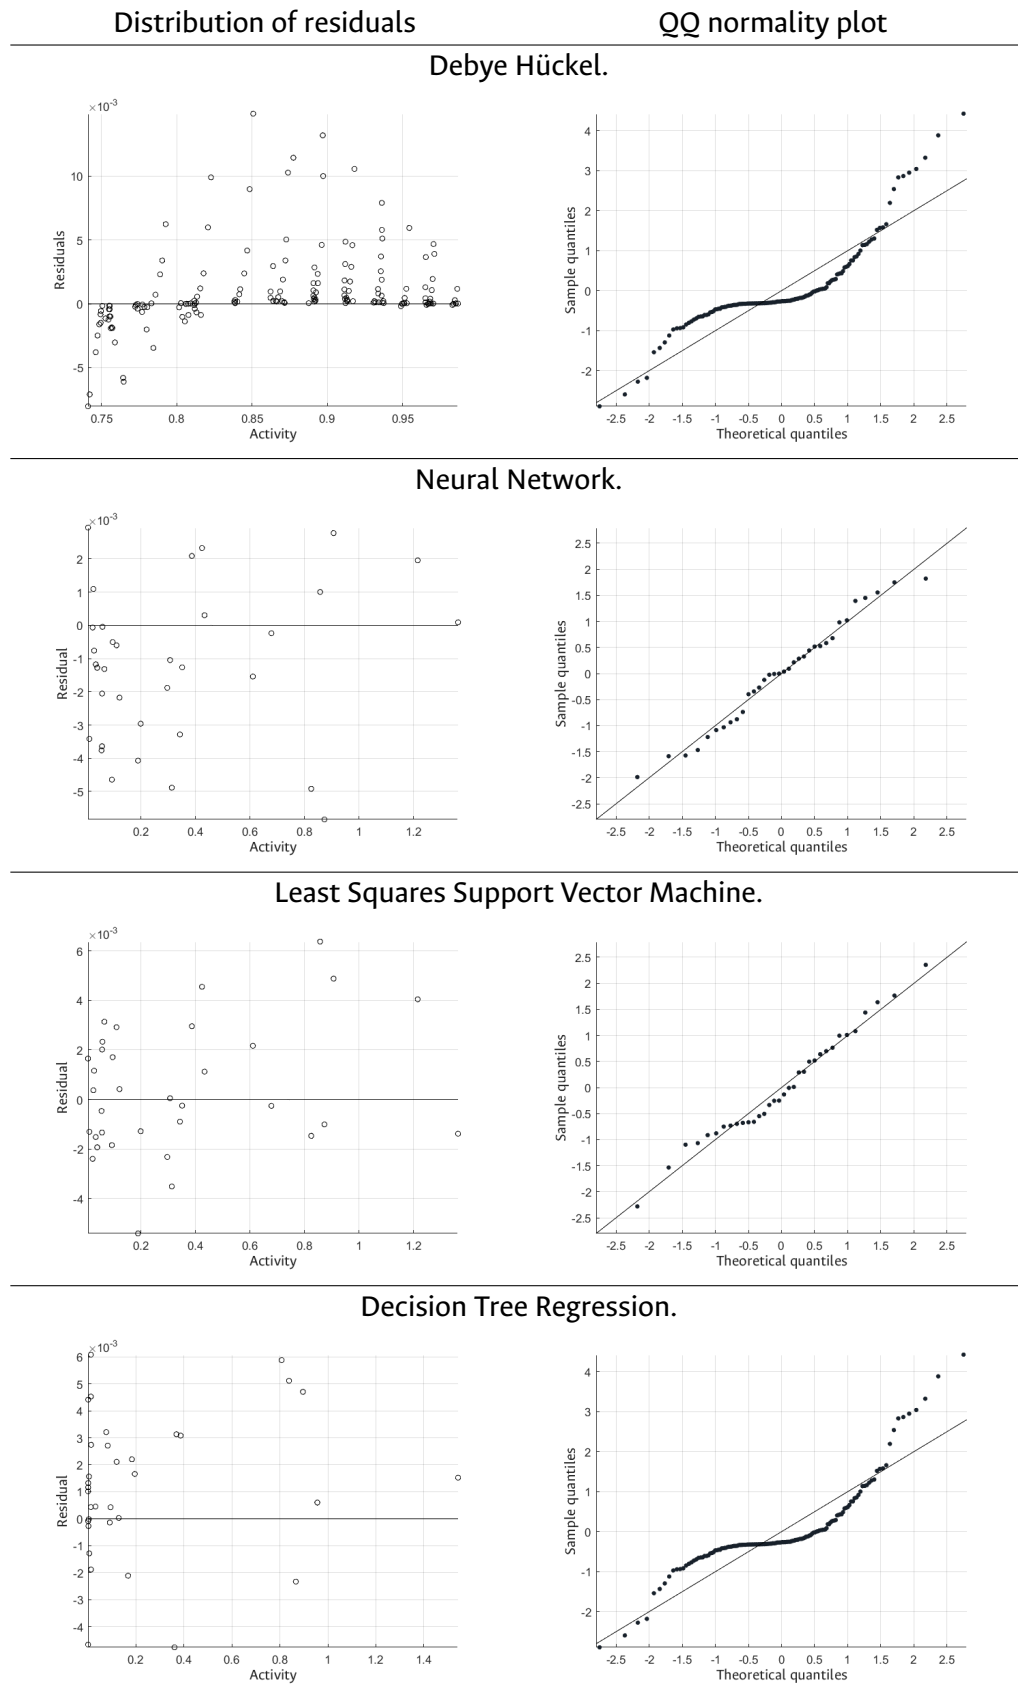 Distribution of residuals QQ normality plot
Debye Hückel.
×10⁻³
10
5
0
-5
Residuals
0.75 0.8 0.85 0.9 0.95
Activity
4
3
2
1
0
-1
-2
Sample quantiles
-2.5 -2 -1.5 -1 -0.5 0 0.5 1 1.5 2 2.5
Theoretical quantiles
Neural Network.
×10⁻³
2
1
0
-1
-2
-3
-4
-5
Residual
0.2 0.4 0.6 0.8 1 1.2
Activity
2.5
2
1.5
1
0.5
0
-0.5
-1
-1.5
-2
-2.5
Sample quantiles
-2.5 -2 -1.5 -1 -0.5 0 0.5 1 1.5 2 2.5
Theoretical quantiles
Least Squares Support Vector Machine.
×10⁻³
6
4
2
0
-2
-4
Residual
0.2 0.4 0.6 0.8 1 1.2
Activity
2.5
2
1.5
1
0.5
0
-0.5
-1
-1.5
-2
-2.5
Sample quantiles
-2.5 -2 -1.5 -1 -0.5 0 0.5 1 1.5 2 2.5
Theoretical quantiles
Decision Tree Regression.
×10⁻³
6
5
4
3
2
1
0
-1
-2
-3
-4
Residual
0.2 0.4 0.6 0.8 1 1.2 1.4
Activity
4
3
2
1
0
-1
-2
Sample quantiles
-2.5 -2 -1.5 -1 -0.5 0 0.5 1 1.5 2 2.5
Theoretical quantiles